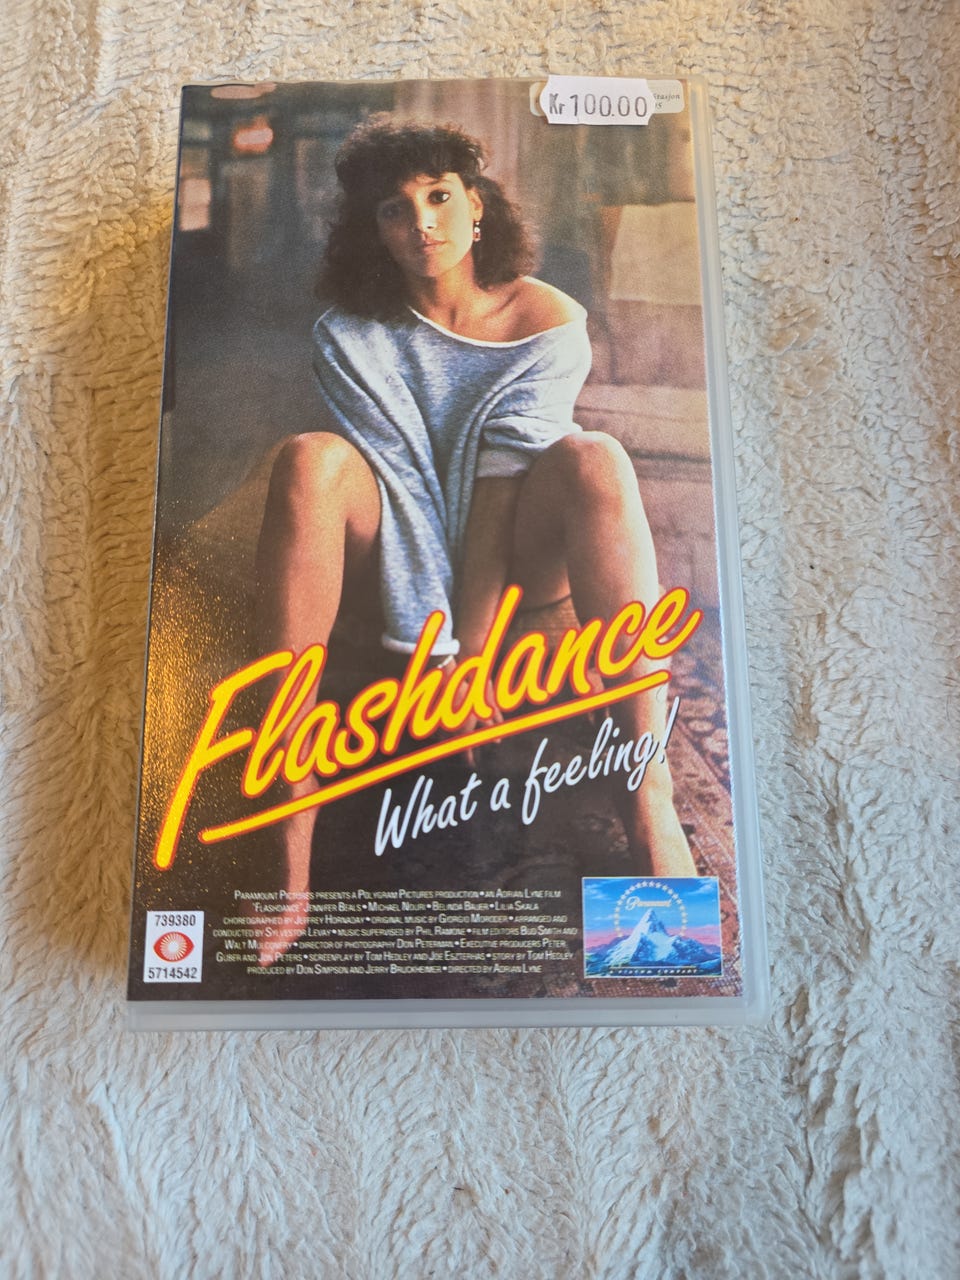 Stasjon
Kr 100.00
Flashdance
What a feeling!
PARAMOUNT PICTURES PRESENTS A POLYGRAM PICTURES PRODUCTION • AN ADRIAN LYNE FILM
"FLASHDANCE" JENNIFER BEALS • MICHAEL NOURI • BELINDA BAUER • LILIA SKALA
CHOREOGRAPHED BY JEFFREY HORNADAY • ORIGINAL MUSIC BY GIORGIO MORODER • ARRANGED AND
CONDUCTED BY SYLVESTOR LEVAY • MUSIC SUPERVISED BY PHIL RAMONE • FILM EDITORS BUD SMITH AND
WALT MULCONERY • DIRECTOR OF PHOTOGRAPHY DON PETERMAN • EXECUTIVE PRODUCERS PETER
GUBER AND JON PETERS • SCREENPLAY BY TOM HEDLEY AND JOE ESZTERHAS • STORY BY TOM HEDLEY
PRODUCED BY DON SIMPSON AND JERRY BRUCKHEIMER • DIRECTED BY ADRIAN LYNE
739380
5714542
Paramount
A VIACOM COMPANY